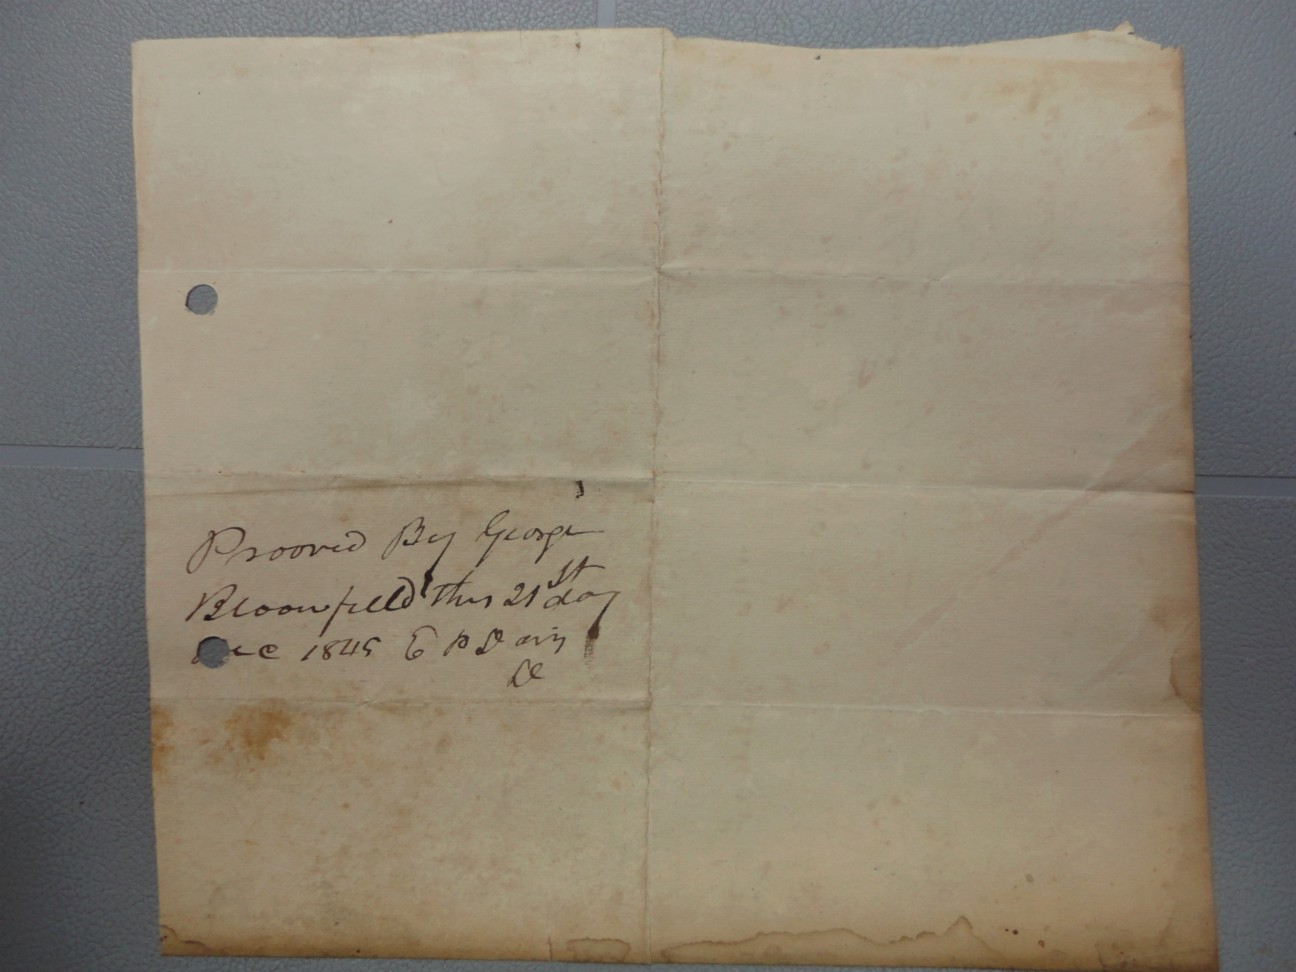 Prooved By George
Bloomfield this 21st day
Dec 1845 E P Davis